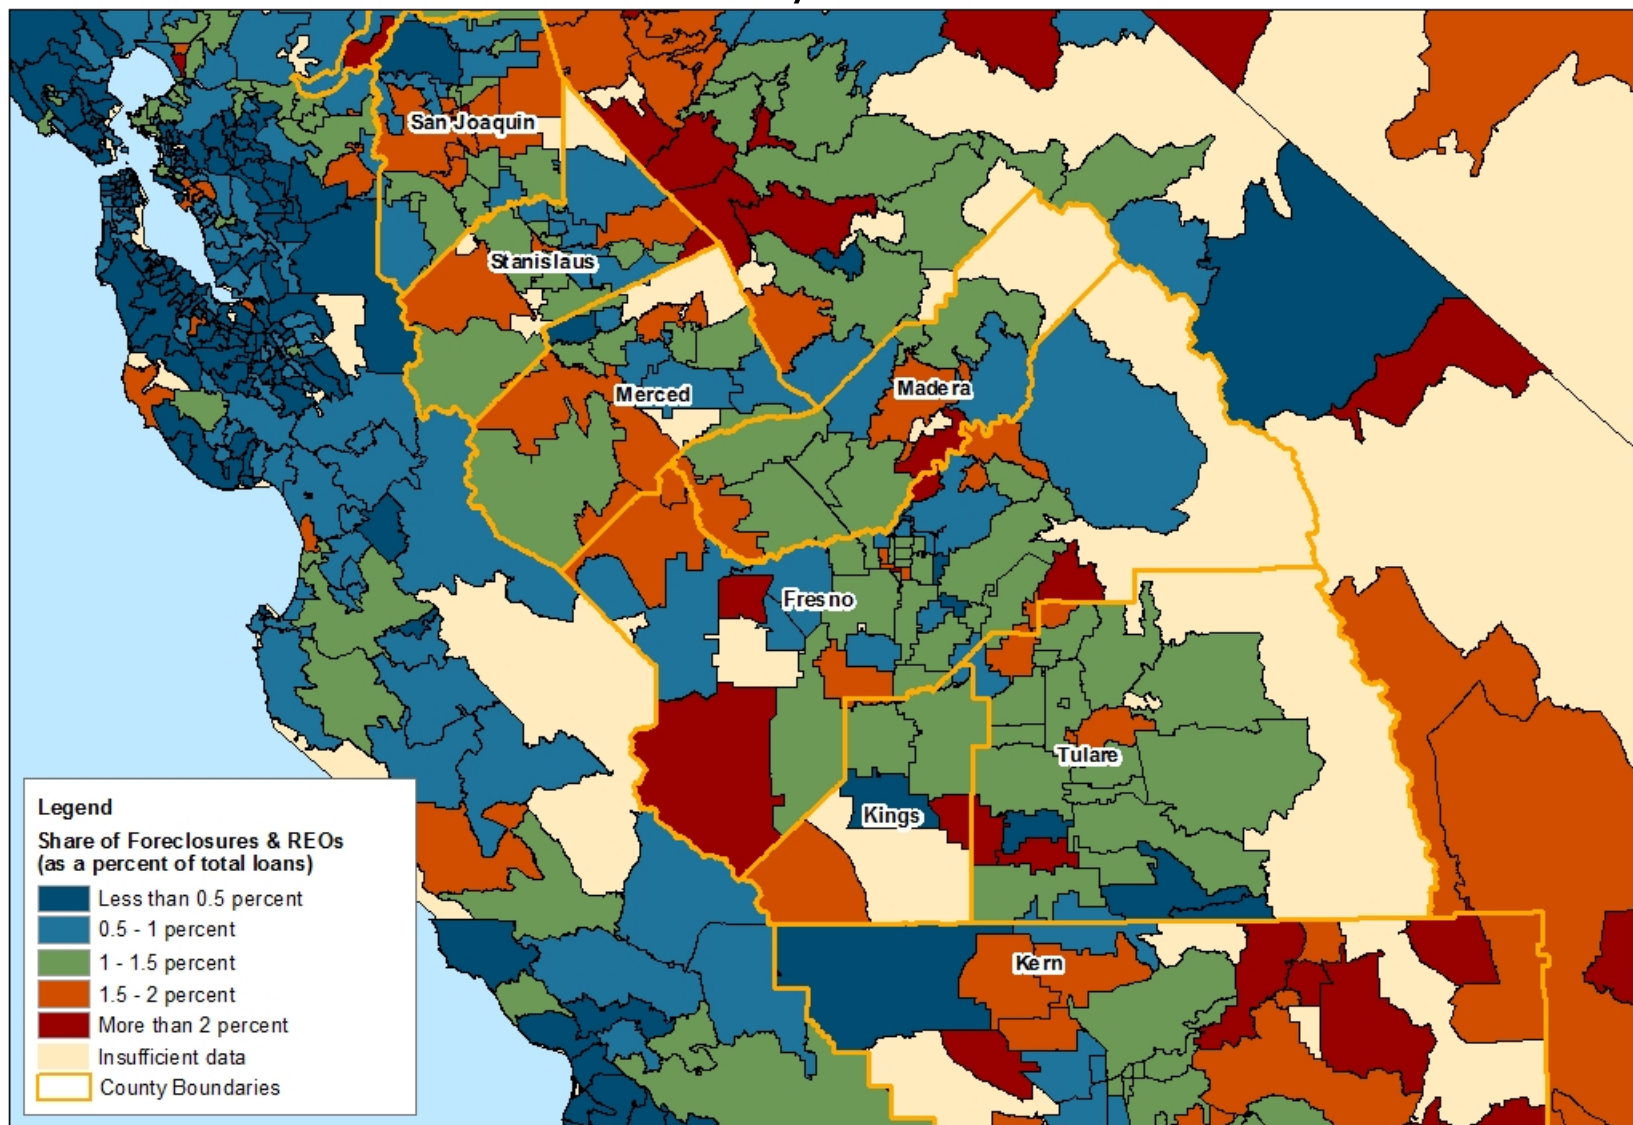 San Joaquin
Stanislaus
Merced
Madera
Fresno
Tulare
Kings
Kern
Legend
Share of Foreclosures & REOs
(as a percent of total loans)
Less than 0.5 percent
0.5 - 1 percent
1 - 1.5 percent
1.5 - 2 percent
More than 2 percent
Insufficient data
County Boundaries